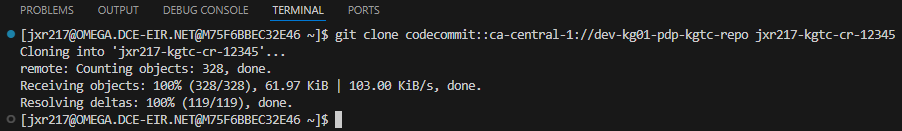 PROBLEMS OUTPUT DEBUG CONSOLE TERMINAL PORTS
[jxr217@OMEGA.DCE-EIR.NET@M75F6BBEC32E46 ~]$ git clone codecommit::ca-central-1://dev-kg01-pdp-kgtc-repo jxr217-kgtc-cr-12345
Cloning into 'jxr217-kgtc-cr-12345'...
remote: Counting objects: 328, done.
Receiving objects: 100% (328/328), 61.97 KiB | 103.00 KiB/s, done.
Resolving deltas: 100% (119/119), done.
[jxr217@OMEGA.DCE-EIR.NET@M75F6BBEC32E46 ~]$